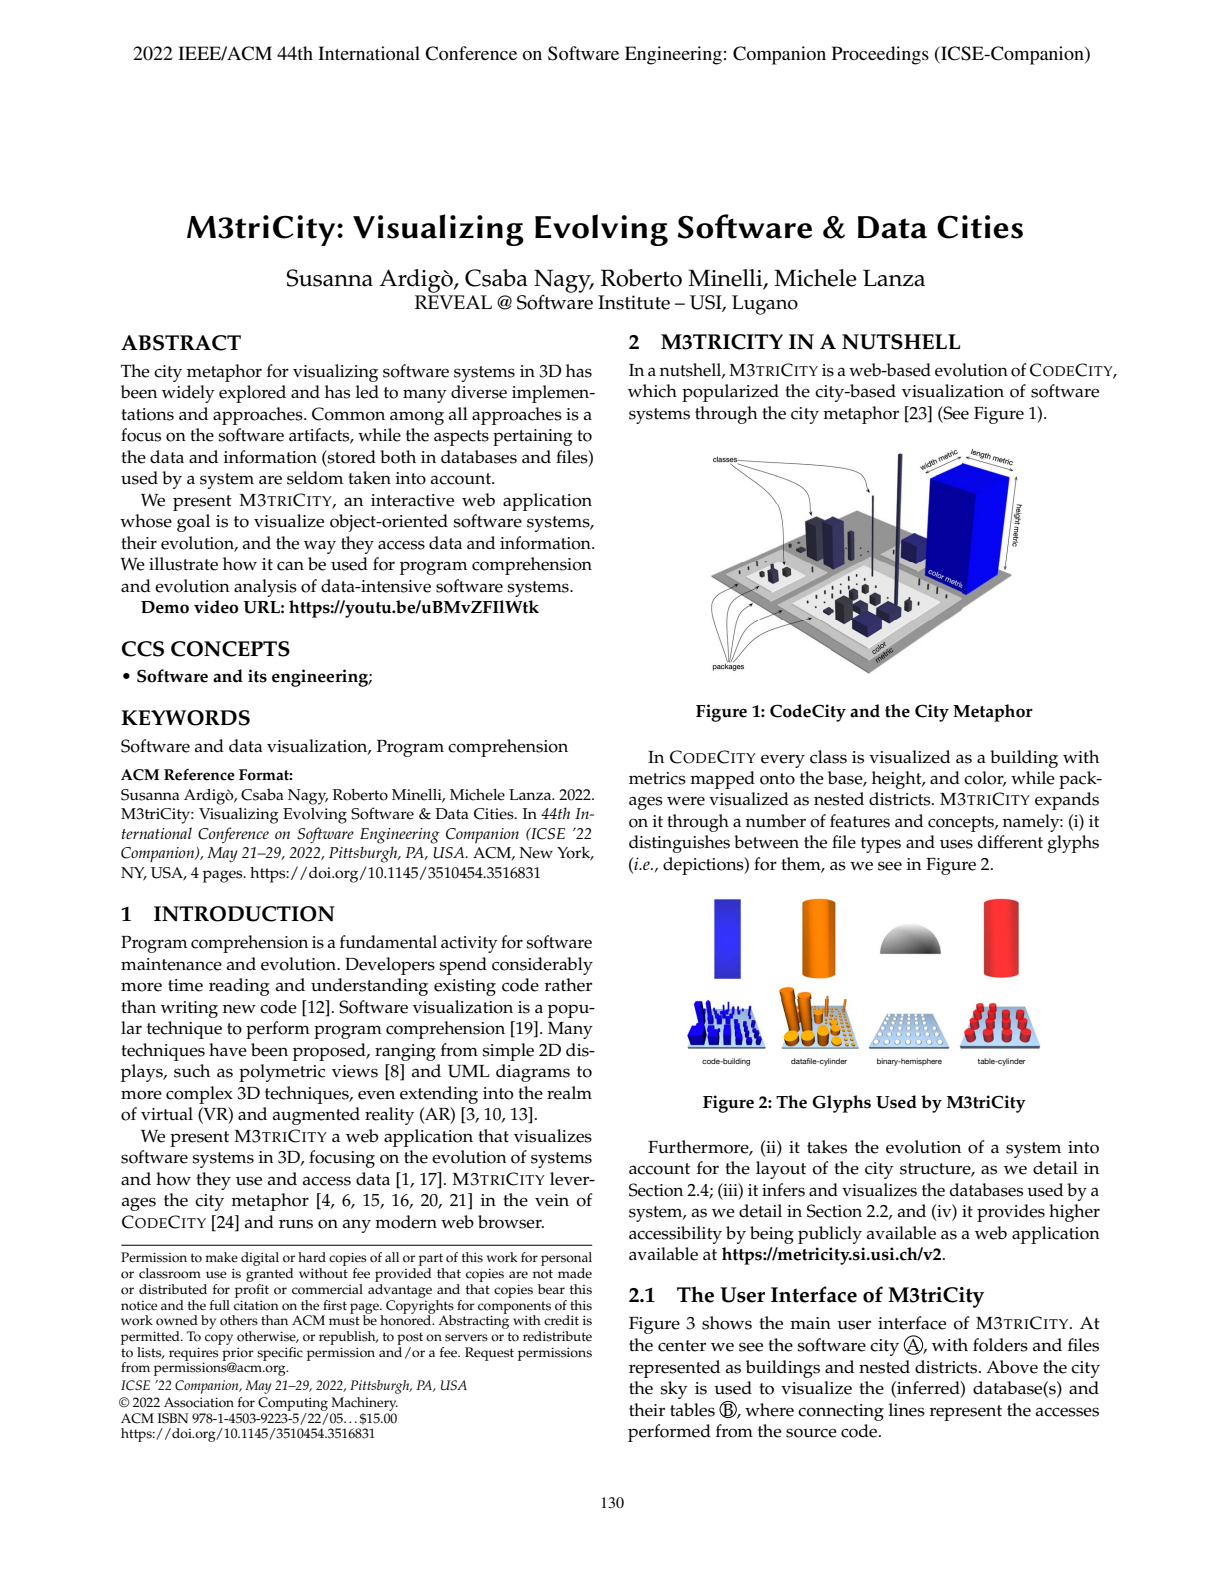 2022 IEEE/ACM 44th International Conference on Software Engineering: Companion Proceedings (ICSE-Companion)
M3triCity: Visualizing Evolving Software & Data Cities
Susanna Ardigò, Csaba Nagy, Roberto Minelli, Michele Lanza
REVEAL @ Software Institute – USI, Lugano
ABSTRACT
The city metaphor for visualizing software systems in 3D has
been widely explored and has led to many diverse implemen-
tations and approaches. Common among all approaches is a
focus on the software artifacts, while the aspects pertaining to
the data and information (stored both in databases and files)
used by a system are seldom taken into account.
We present M3TRICITY, an interactive web application
whose goal is to visualize object-oriented software systems,
their evolution, and the way they access data and information.
We illustrate how it can be used for program comprehension
and evolution analysis of data-intensive software systems.
Demo video URL: https://youtu.be/uBMvZFIlWtk
CCS CONCEPTS
• Software and its engineering;
KEYWORDS
Software and data visualization, Program comprehension
ACM Reference Format:
Susanna Ardigò, Csaba Nagy, Roberto Minelli, Michele Lanza. 2022.
M3triCity: Visualizing Evolving Software & Data Cities. In 44th In-
ternational Conference on Software Engineering Companion (ICSE '22
Companion), May 21–29, 2022, Pittsburgh, PA, USA. ACM, New York,
NY, USA, 4 pages. https://doi.org/10.1145/3510454.3516831
1 INTRODUCTION
Program comprehension is a fundamental activity for software
maintenance and evolution. Developers spend considerably
more time reading and understanding existing code rather
than writing new code [12]. Software visualization is a popu-
lar technique to perform program comprehension [19]. Many
techniques have been proposed, ranging from simple 2D dis-
plays, such as polymetric views [8] and UML diagrams to
more complex 3D techniques, even extending into the realm
of virtual (VR) and augmented reality (AR) [3, 10, 13].
We present M3TRICITY a web application that visualizes
software systems in 3D, focusing on the evolution of systems
and how they use and access data [1, 17]. M3TRICITY lever-
ages the city metaphor [4, 6, 15, 16, 20, 21] in the vein of
CODECITY [24] and runs on any modern web browser.
Permission to make digital or hard copies of all or part of this work for personal
or classroom use is granted without fee provided that copies are not made
or distributed for profit or commercial advantage and that copies bear this
notice and the full citation on the first page. Copyrights for components of this
work owned by others than ACM must be honored. Abstracting with credit is
permitted. To copy otherwise, or republish, to post on servers or to redistribute
to lists, requires prior specific permission and/or a fee. Request permissions
from permissions@acm.org.
ICSE '22 Companion, May 21–29, 2022, Pittsburgh, PA, USA
© 2022 Association for Computing Machinery.
ACM ISBN 978-1-4503-9223-5/22/05…$15.00
https://doi.org/10.1145/3510454.3516831
2 M3TRICITY IN A NUTSHELL
In a nutshell, M3TRICITY is a web-based evolution of CODECITY,
which popularized the city-based visualization of software
systems through the city metaphor [23] (See Figure 1).
classes
width metric
length metric
height metric
color metric
color
metric
packages
Figure 1: CodeCity and the City Metaphor
In CODECITY every class is visualized as a building with
metrics mapped onto the base, height, and color, while pack-
ages were visualized as nested districts. M3TRICITY expands
on it through a number of features and concepts, namely: (i) it
distinguishes between the file types and uses different glyphs
(i.e., depictions) for them, as we see in Figure 2.
code-building
datafile-cylinder
binary-hemisphere
table-cylinder
Figure 2: The Glyphs Used by M3triCity
Furthermore, (ii) it takes the evolution of a system into
account for the layout of the city structure, as we detail in
Section 2.4; (iii) it infers and visualizes the databases used by a
system, as we detail in Section 2.2, and (iv) it provides higher
accessibility by being publicly available as a web application
available at https://metricity.si.usi.ch/v2.
2.1 The User Interface of M3triCity
Figure 3 shows the main user interface of M3TRICITY. At
the center we see the software city Ⓐ, with folders and files
represented as buildings and nested districts. Above the city
the sky is used to visualize the (inferred) database(s) and
their tables Ⓑ, where connecting lines represent the accesses
performed from the source code.
130